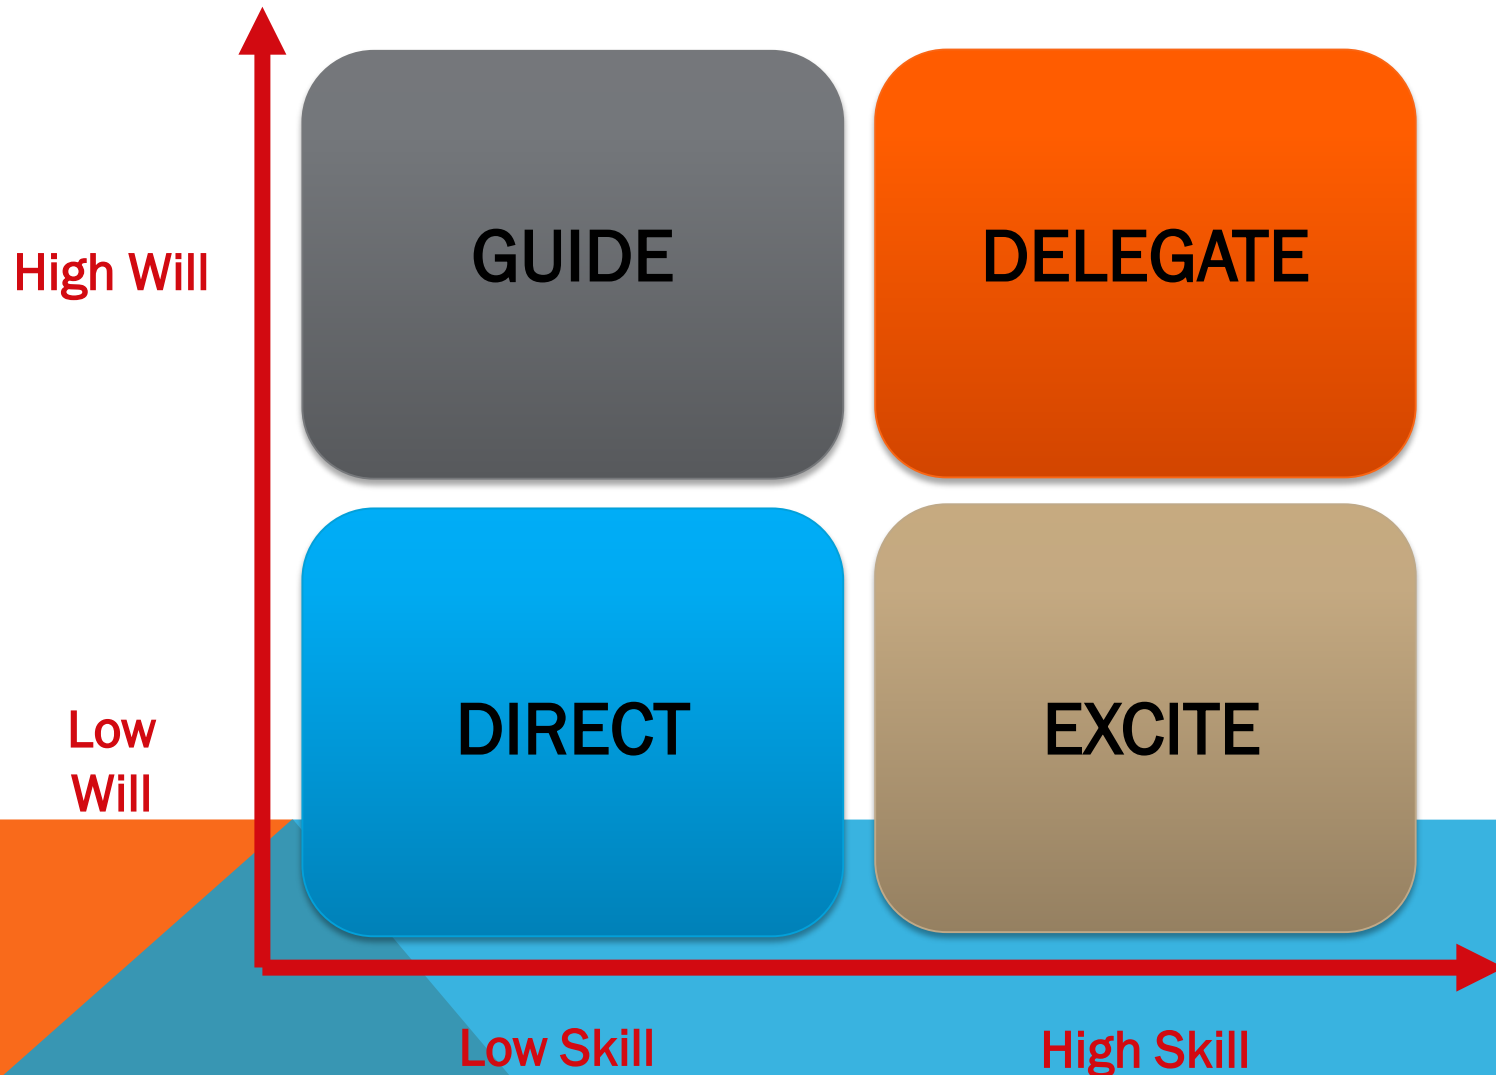 GUIDE
DELEGATE
High Will
DIRECT
EXCITE
Low
Will
Low Skill
High Skill